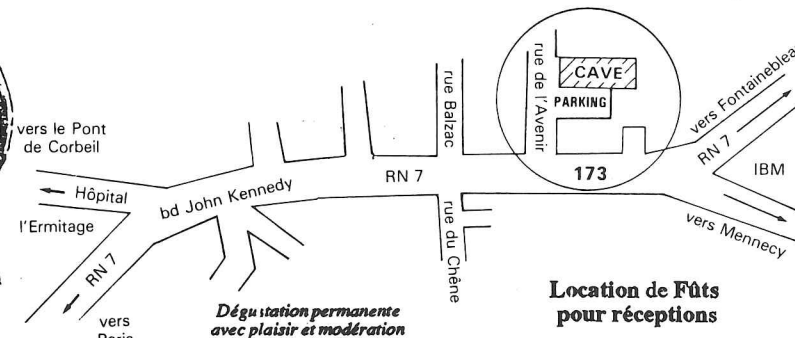 vers le Pont
de Corbeil
Hôpital
l'Ermitage
RN 7
vers
Paris
bd John Kennedy
RN 7
rue Balzac
rue du Chêne
rue de l'Avenir
CAVE
PARKING
173
vers Fontainebleau
RN 7
IBM
vers Mennecy
Dégustation permanente
avec plaisir et modération
Location de Fûts
pour réceptions